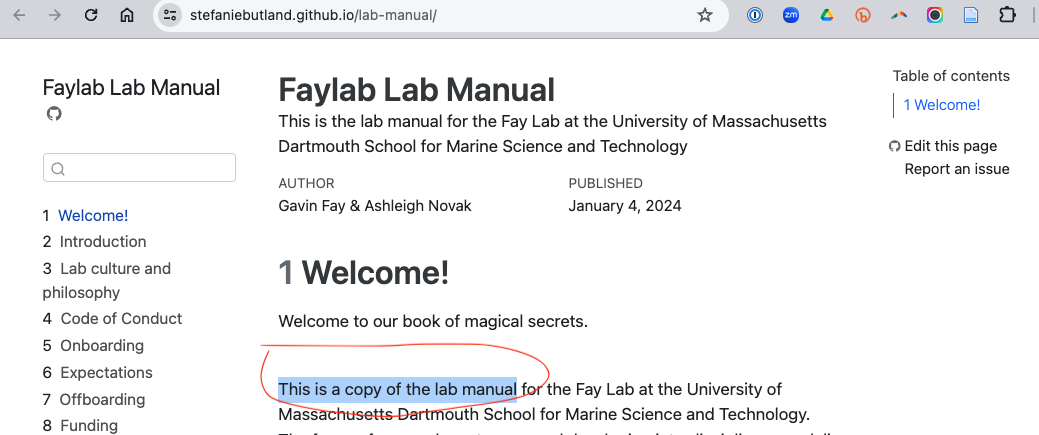 stefaniebutland.github.io/lab-manual/
zm
Faylab Lab Manual
1 Welcome!
2 Introduction
3 Lab culture and
philosophy
4 Code of Conduct
5 Onboarding
6 Expectations
7 Offboarding
8 Funding
Faylab Lab Manual
This is the lab manual for the Fay Lab at the University of Massachusetts
Dartmouth School for Marine Science and Technology
AUTHOR
Gavin Fay & Ashleigh Novak
PUBLISHED
January 4, 2024
1 Welcome!
Welcome to our book of magical secrets.
This is a copy of the lab manual for the Fay Lab at the University of
Massachusetts Dartmouth School for Marine Science and Technology.
Table of contents
1 Welcome!
Edit this page
Report an issue